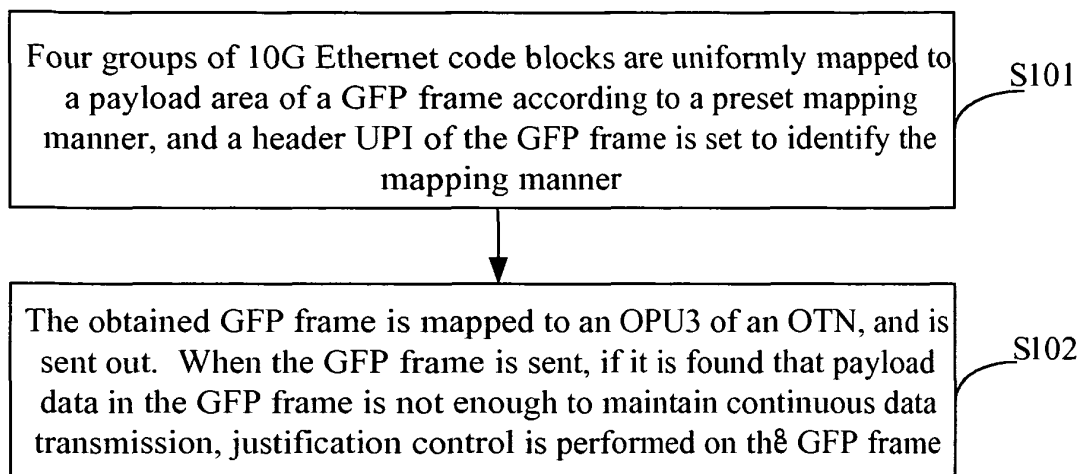 Four groups of 10G Ethernet code blocks are uniformly mapped to
a payload area of a GFP frame according to a preset mapping
manner, and a header UPI of the GFP frame is set to identify the
mapping manner
S101
The obtained GFP frame is mapped to an OPU3 of an OTN, and is
sent out. When the GFP frame is sent, if it is found that payload
data in the GFP frame is not enough to maintain continuous data
transmission, justification control is performed on the GFP frame
S102